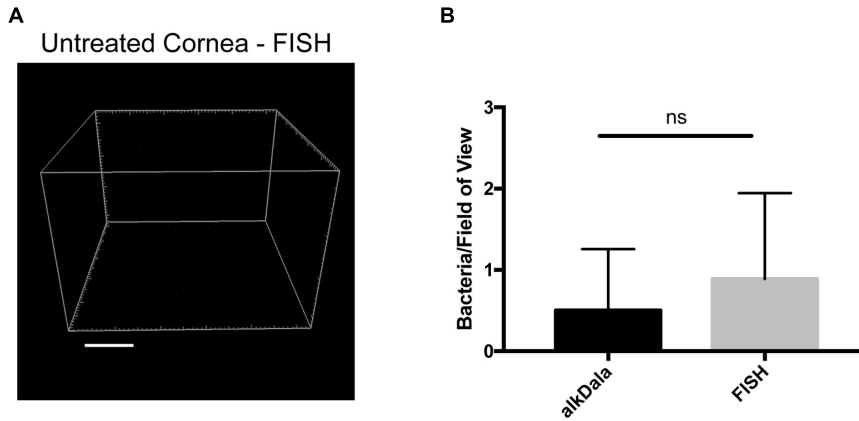 A
Untreated Cornea - FISH
B
Bacteria/Field of View
3
2
1
0
ns
alkDala
FISH